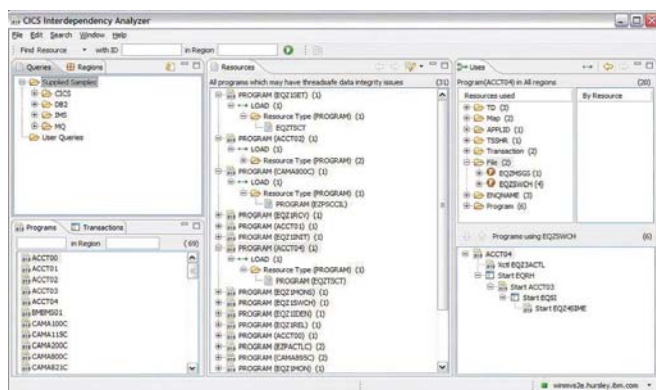 CICS Interdependency Analyzer
File Edit Search Window Help
Find Resource with ID in Region
Queries Regions
Supplied Samples
CICS
DB2
IMS
MQ
User Queries
Programs Transactions
in Region (69)
ACCT00
ACCT01
ACCT02
ACCT03
ACCT04
BMEMS01
CAMA100C
CAMA115C
CAMA200C
CAMA800C
CAMA821C
Resources
All programs which may have threadsafe data integrity issues (31)
PROGRAM (EQZ1SET) (1)
LOAD (1)
Resource Type (PROGRAM) (1)
EQZTSCT
PROGRAM (ACCT02) (1)
LOAD (1)
Resource Type (PROGRAM) (2)
PROGRAM (CAMA800C) (1)
LOAD (1)
Resource Type (PROGRAM) (1)
PROGRAM (EZPSCCIL)
PROGRAM (EQZ1RCV) (1)
PROGRAM (ACCT01) (1)
PROGRAM (EQZ1INIT) (1)
PROGRAM (ACCT04) (1)
LOAD (1)
Resource Type (PROGRAM) (1)
PROGRAM (EQZTSCT)
PROGRAM (EQZ1MONS) (1)
PROGRAM (EQZ1SWCH) (1)
PROGRAM (EQZ1IDEN) (1)
PROGRAM (EQZ1REL) (1)
PROGRAM (ACCT00) (1)
PROGRAM (EZPACTLC) (2)
PROGRAM (CAMA895C) (2)
PROGRAM (EQZ1MON) (1)
Uses
Program(ACCT04) in All regions (20)
Resources used By Resource
TD (3)
Map (2)
APPLID (1)
TSSHR (1)
Transaction (2)
File (2)
EQZMSGS (1)
EQZSWCH (4)
ENQNAME (3)
Program (6)
Programs using EQZSWCH (6)
ACCT04
Xctl EQZ3ACTL
Start EQRH
Start ACCT03
Start EQSI
Start EQZ4SIME
winmvs2a.hursley.ibm.com